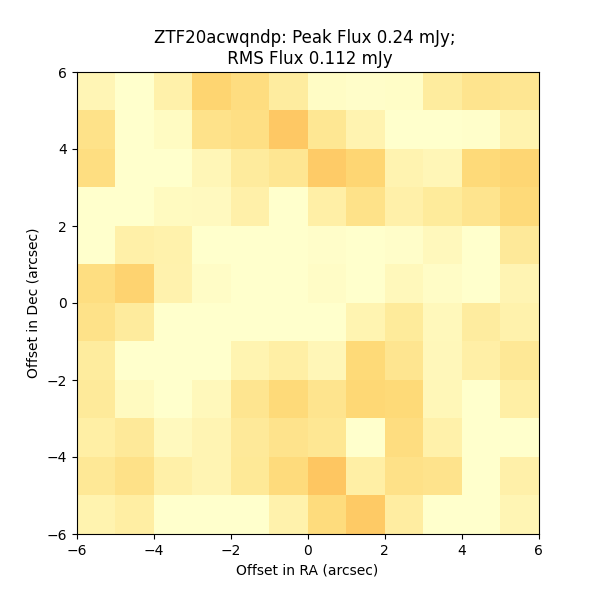 ZTF20acwqndp: Peak Flux 0.24 mJy;
RMS Flux 0.112 mJy
6
4
2
0
−2
−4
−6
Offset in Dec (arcsec)
−6 −4 −2 0 2 4 6
Offset in RA (arcsec)